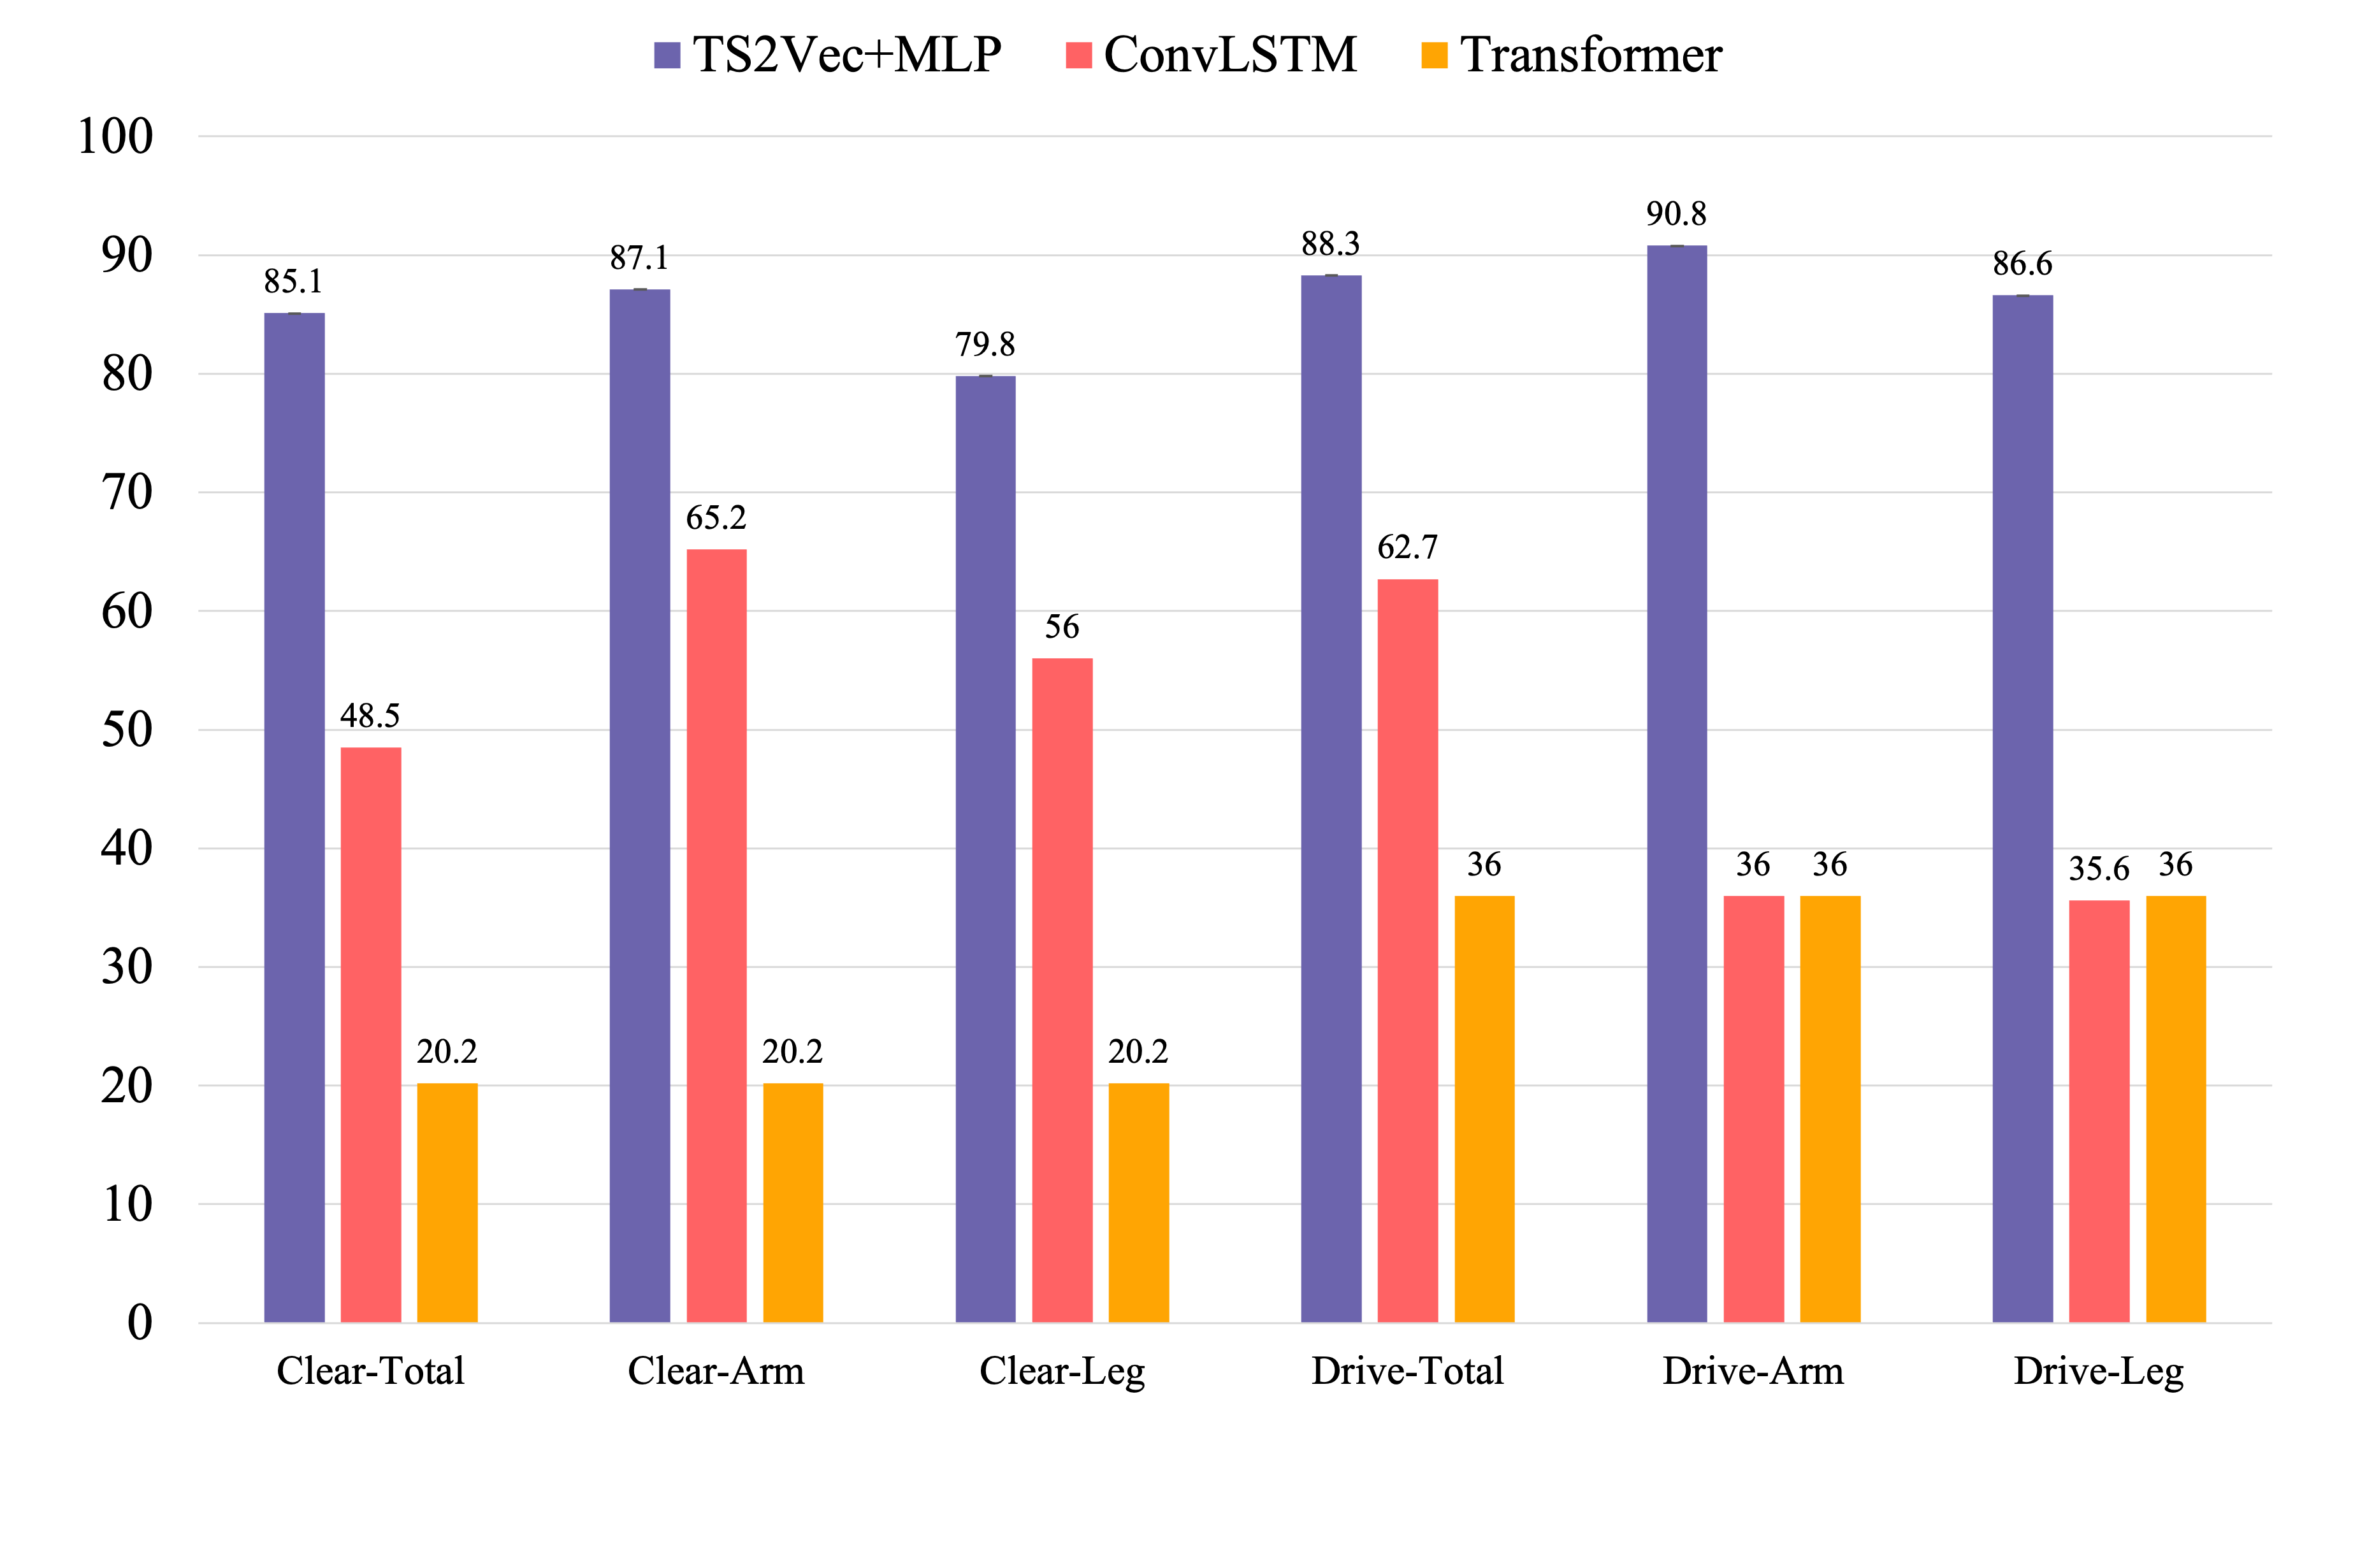 TS2Vec+MLP ConvLSTM Transformer
100
90
80
70
60
50
40
30
20
10
0
85.1 48.5 20.2
87.1 65.2 20.2
79.8 56 20.2
88.3 62.7 36
90.8 36 36
86.6 35.6 36
Clear-Total Clear-Arm Clear-Leg Drive-Total Drive-Arm Drive-Leg